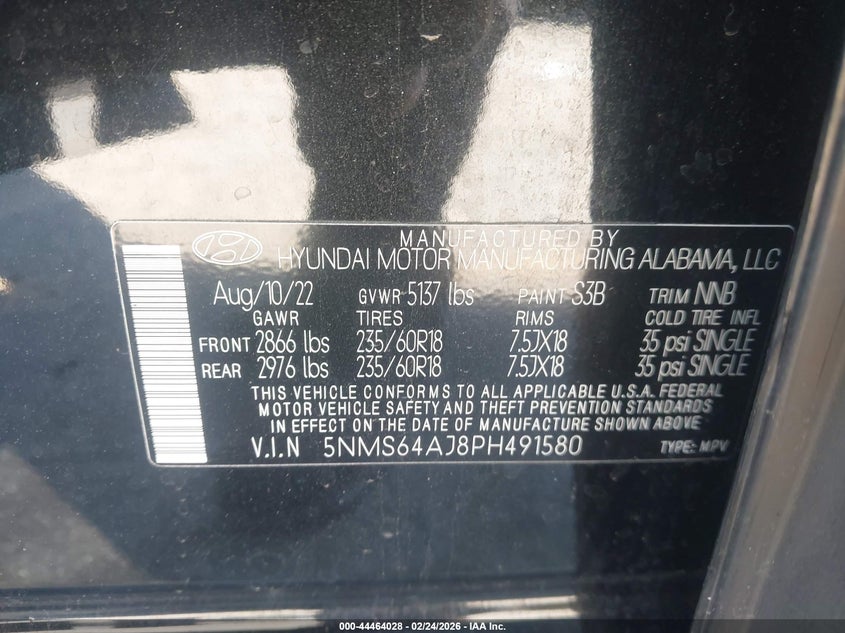 MANUFACTURED BY
HYUNDAI MOTOR MANUFACTURING ALABAMA, LLC
Aug/10/22 GVWR 5137 lbs PAINT S3B TRIM NNB
GAWR TIRES RIMS COLD TIRE INFL
FRONT 2866 lbs 235/60R18 7.5JX18 35 psi SINGLE
REAR 2976 lbs 235/60R18 7.5JX18 35 psi SINGLE
THIS VEHICLE CONFORMS TO ALL APPLICABLE U.S.A. FEDERAL
MOTOR VEHICLE SAFETY AND THEFT PREVENTION STANDARDS
IN EFFECT ON THE DATE OF MANUFACTURE SHOWN ABOVE.
V.I.N 5NMS64AJ8PH491580 TYPE: MPV
000-44464028 - 02/24/2026 - IAA Inc.